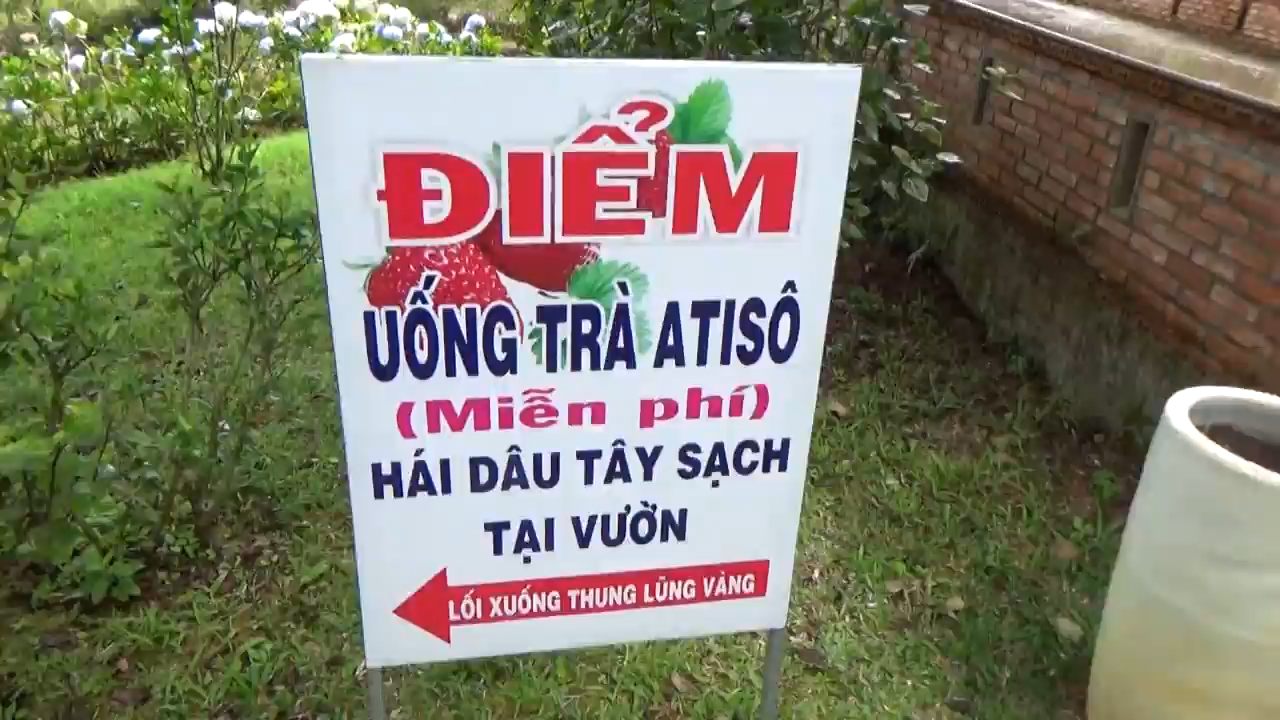 ĐIỂM
UỐNG TRÀ ATISÔ
(Miễn phí)
HÁI DÂU TÂY SẠCH
TẠI VƯỜN
LỐI XUỐNG THUNG LŨNG VÀNG